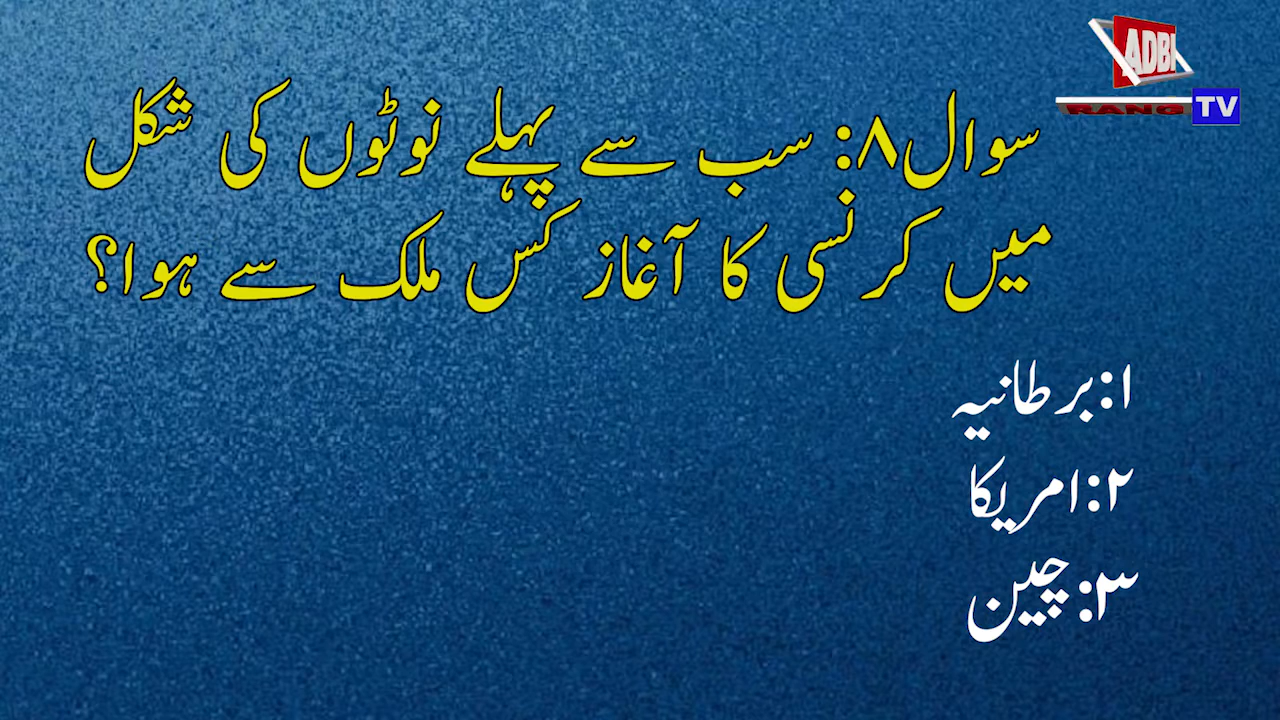 ADBI
RANG TV
سوال۸: سب سے پہلے نوٹوں کی شکل
میں کرنسی کا آغاز کس ملک سے ہوا؟
۱: برطانیہ
۲: امریکا
۳: چین